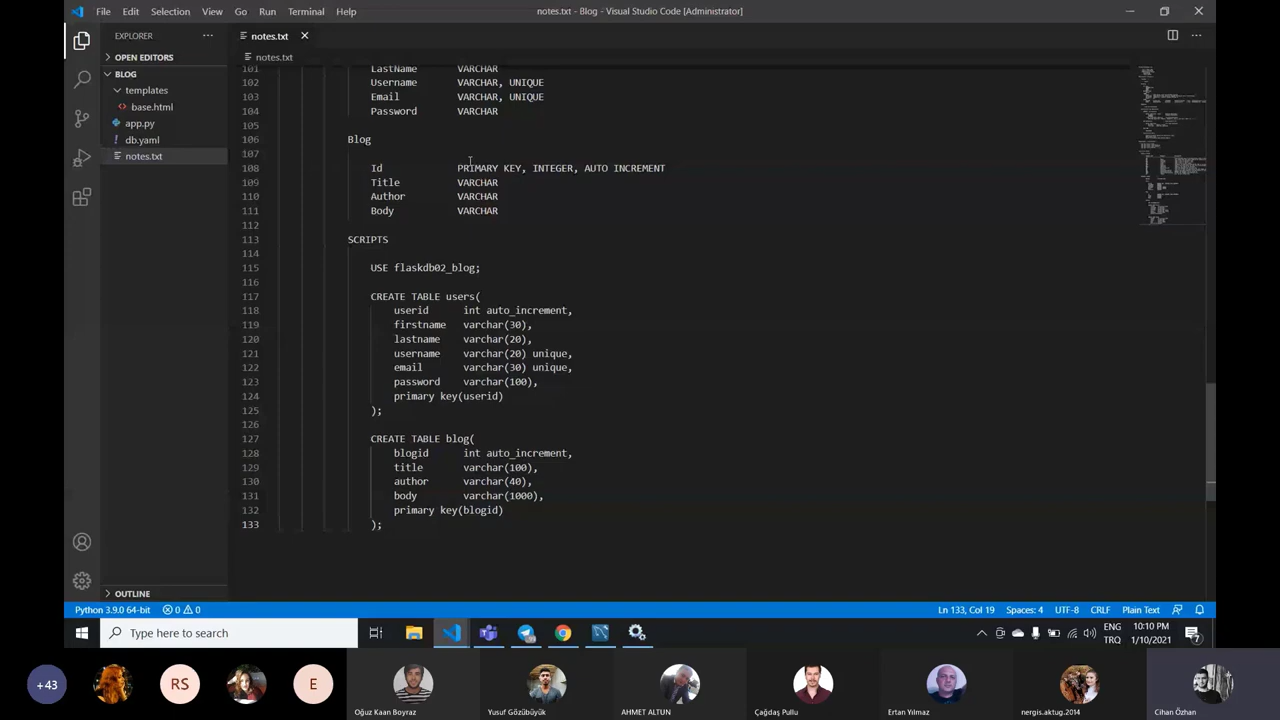 File Edit Selection View Go Run Terminal Help
notes.txt - Blog - Visual Studio Code [Administrator]
EXPLORER
notes.txt
OPEN EDITORS
BLOG
templates
base.html
app.py
db.yaml
notes.txt
OUTLINE
notes.txt
101 LastName VARCHAR
102 Username VARCHAR, UNIQUE
103 Email VARCHAR, UNIQUE
104 Password VARCHAR
105
106 Blog
107
108 Id PRIMARY KEY, INTEGER, AUTO INCREMENT
109 Title VARCHAR
110 Author VARCHAR
111 Body VARCHAR
112
113 SCRIPTS
114
115 USE flaskdb02_blog;
116
117 CREATE TABLE users(
118 userid int auto_increment,
119 firstname varchar(30),
120 lastname varchar(20),
121 username varchar(20) unique,
122 email varchar(30) unique,
123 password varchar(100),
124 primary key(userid)
125 );
126
127 CREATE TABLE blog(
128 blogid int auto_increment,
129 title varchar(100),
130 author varchar(40),
131 body varchar(1000),
132 primary key(blogid)
133 );
Python 3.9.0 64-bit 0 0
Ln 133, Col 19 Spaces: 4 UTF-8 CRLF Plain Text
Type here to search
ENG
TRQ
10:10 PM
1/10/2021
7
+43
RS
E
Oğuz Kaan Boyraz
Yusuf Gözübüyük
AHMET ALTUN
Çağdaş Pullu
Ertan Yılmaz
nergis.aktug.2014
Cihan Özhan